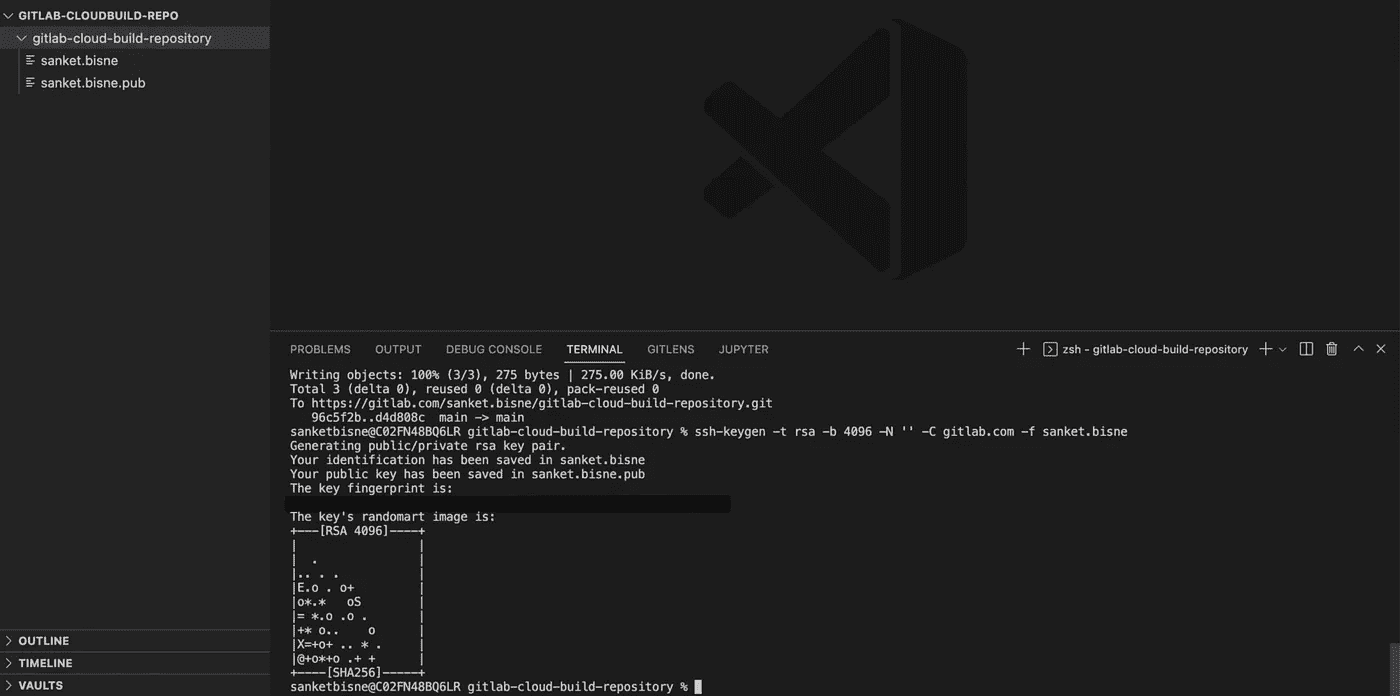 GITLAB-CLOUDBUILD-REPO
gitlab-cloud-build-repository
sanket.bisne
sanket.bisne.pub
OUTLINE
TIMELINE
VAULTS
PROBLEMS OUTPUT DEBUG CONSOLE TERMINAL GITLENS JUPYTER zsh - gitlab-cloud-build-repository
Writing objects: 100% (3/3), 275 bytes | 275.00 KiB/s, done.
Total 3 (delta 0), reused 0 (delta 0), pack-reused 0
To https://gitlab.com/sanket.bisne/gitlab-cloud-build-repository.git
   96c5f2b..d4d808c  main -> main
sanketbisne@C02FN48BQ6LR gitlab-cloud-build-repository % ssh-keygen -t rsa -b 4096 -N '' -C gitlab.com -f sanket.bisne
Generating public/private rsa key pair.
Your identification has been saved in sanket.bisne
Your public key has been saved in sanket.bisne.pub
The key fingerprint is:
The key's randomart image is:
+---[RSA 4096]----+
|                 |
|  .              |
|.. . .           |
|E.o . o+         |
|o*.*   oS        |
|= *.o .o .       |
|+* o..    o      |
|X=+o+ .. * .     |
|@+o*+o .+ +      |
+----[SHA256]-----+
sanketbisne@C02FN48BQ6LR gitlab-cloud-build-repository %